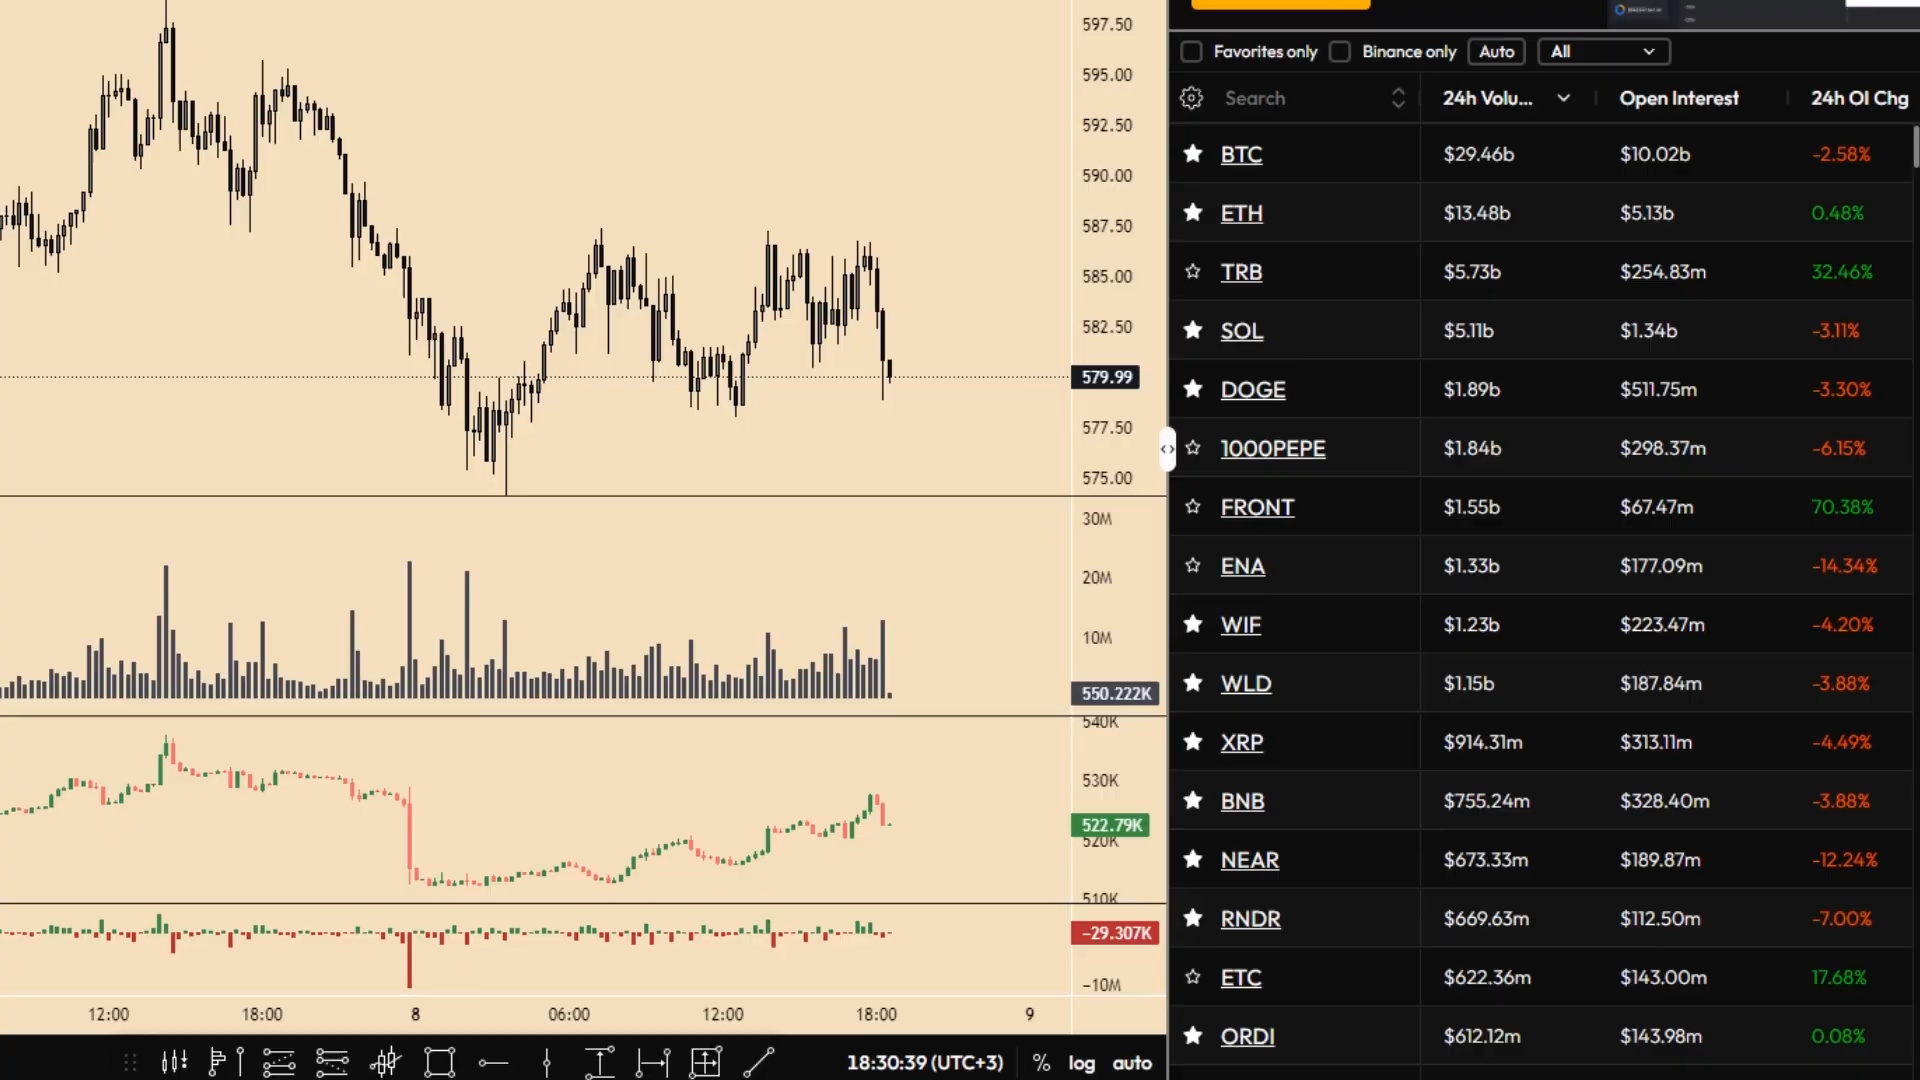 597.50
595.00
592.50
590.00
587.50
585.00
582.50
579.99
577.50
575.00
30M
20M
10M
550.222K
540K
530K
522.79K
520K
510K
−29.307K
−10M
12:00 18:00 8 06:00 12:00 18:00 9
18:30:39 (UTC+3) % log auto
Favorites only Binance only Auto All
Search 24h Volu... Open Interest 24h OI Chg
BTC $29.46b $10.02b -2.58%
ETH $13.48b $5.13b 0.48%
TRB $5.73b $254.83m 32.46%
SOL $5.11b $1.34b -3.11%
DOGE $1.89b $511.75m -3.30%
1000PEPE $1.84b $298.37m -6.15%
FRONT $1.55b $67.47m 70.38%
ENA $1.33b $177.09m -14.34%
WIF $1.23b $223.47m -4.20%
WLD $1.15b $187.84m -3.88%
XRP $914.31m $313.11m -4.49%
BNB $755.24m $328.40m -3.88%
NEAR $673.33m $189.87m -12.24%
RNDR $669.63m $112.50m -7.00%
ETC $622.36m $143.00m 17.68%
ORDI $612.12m $143.98m 0.08%